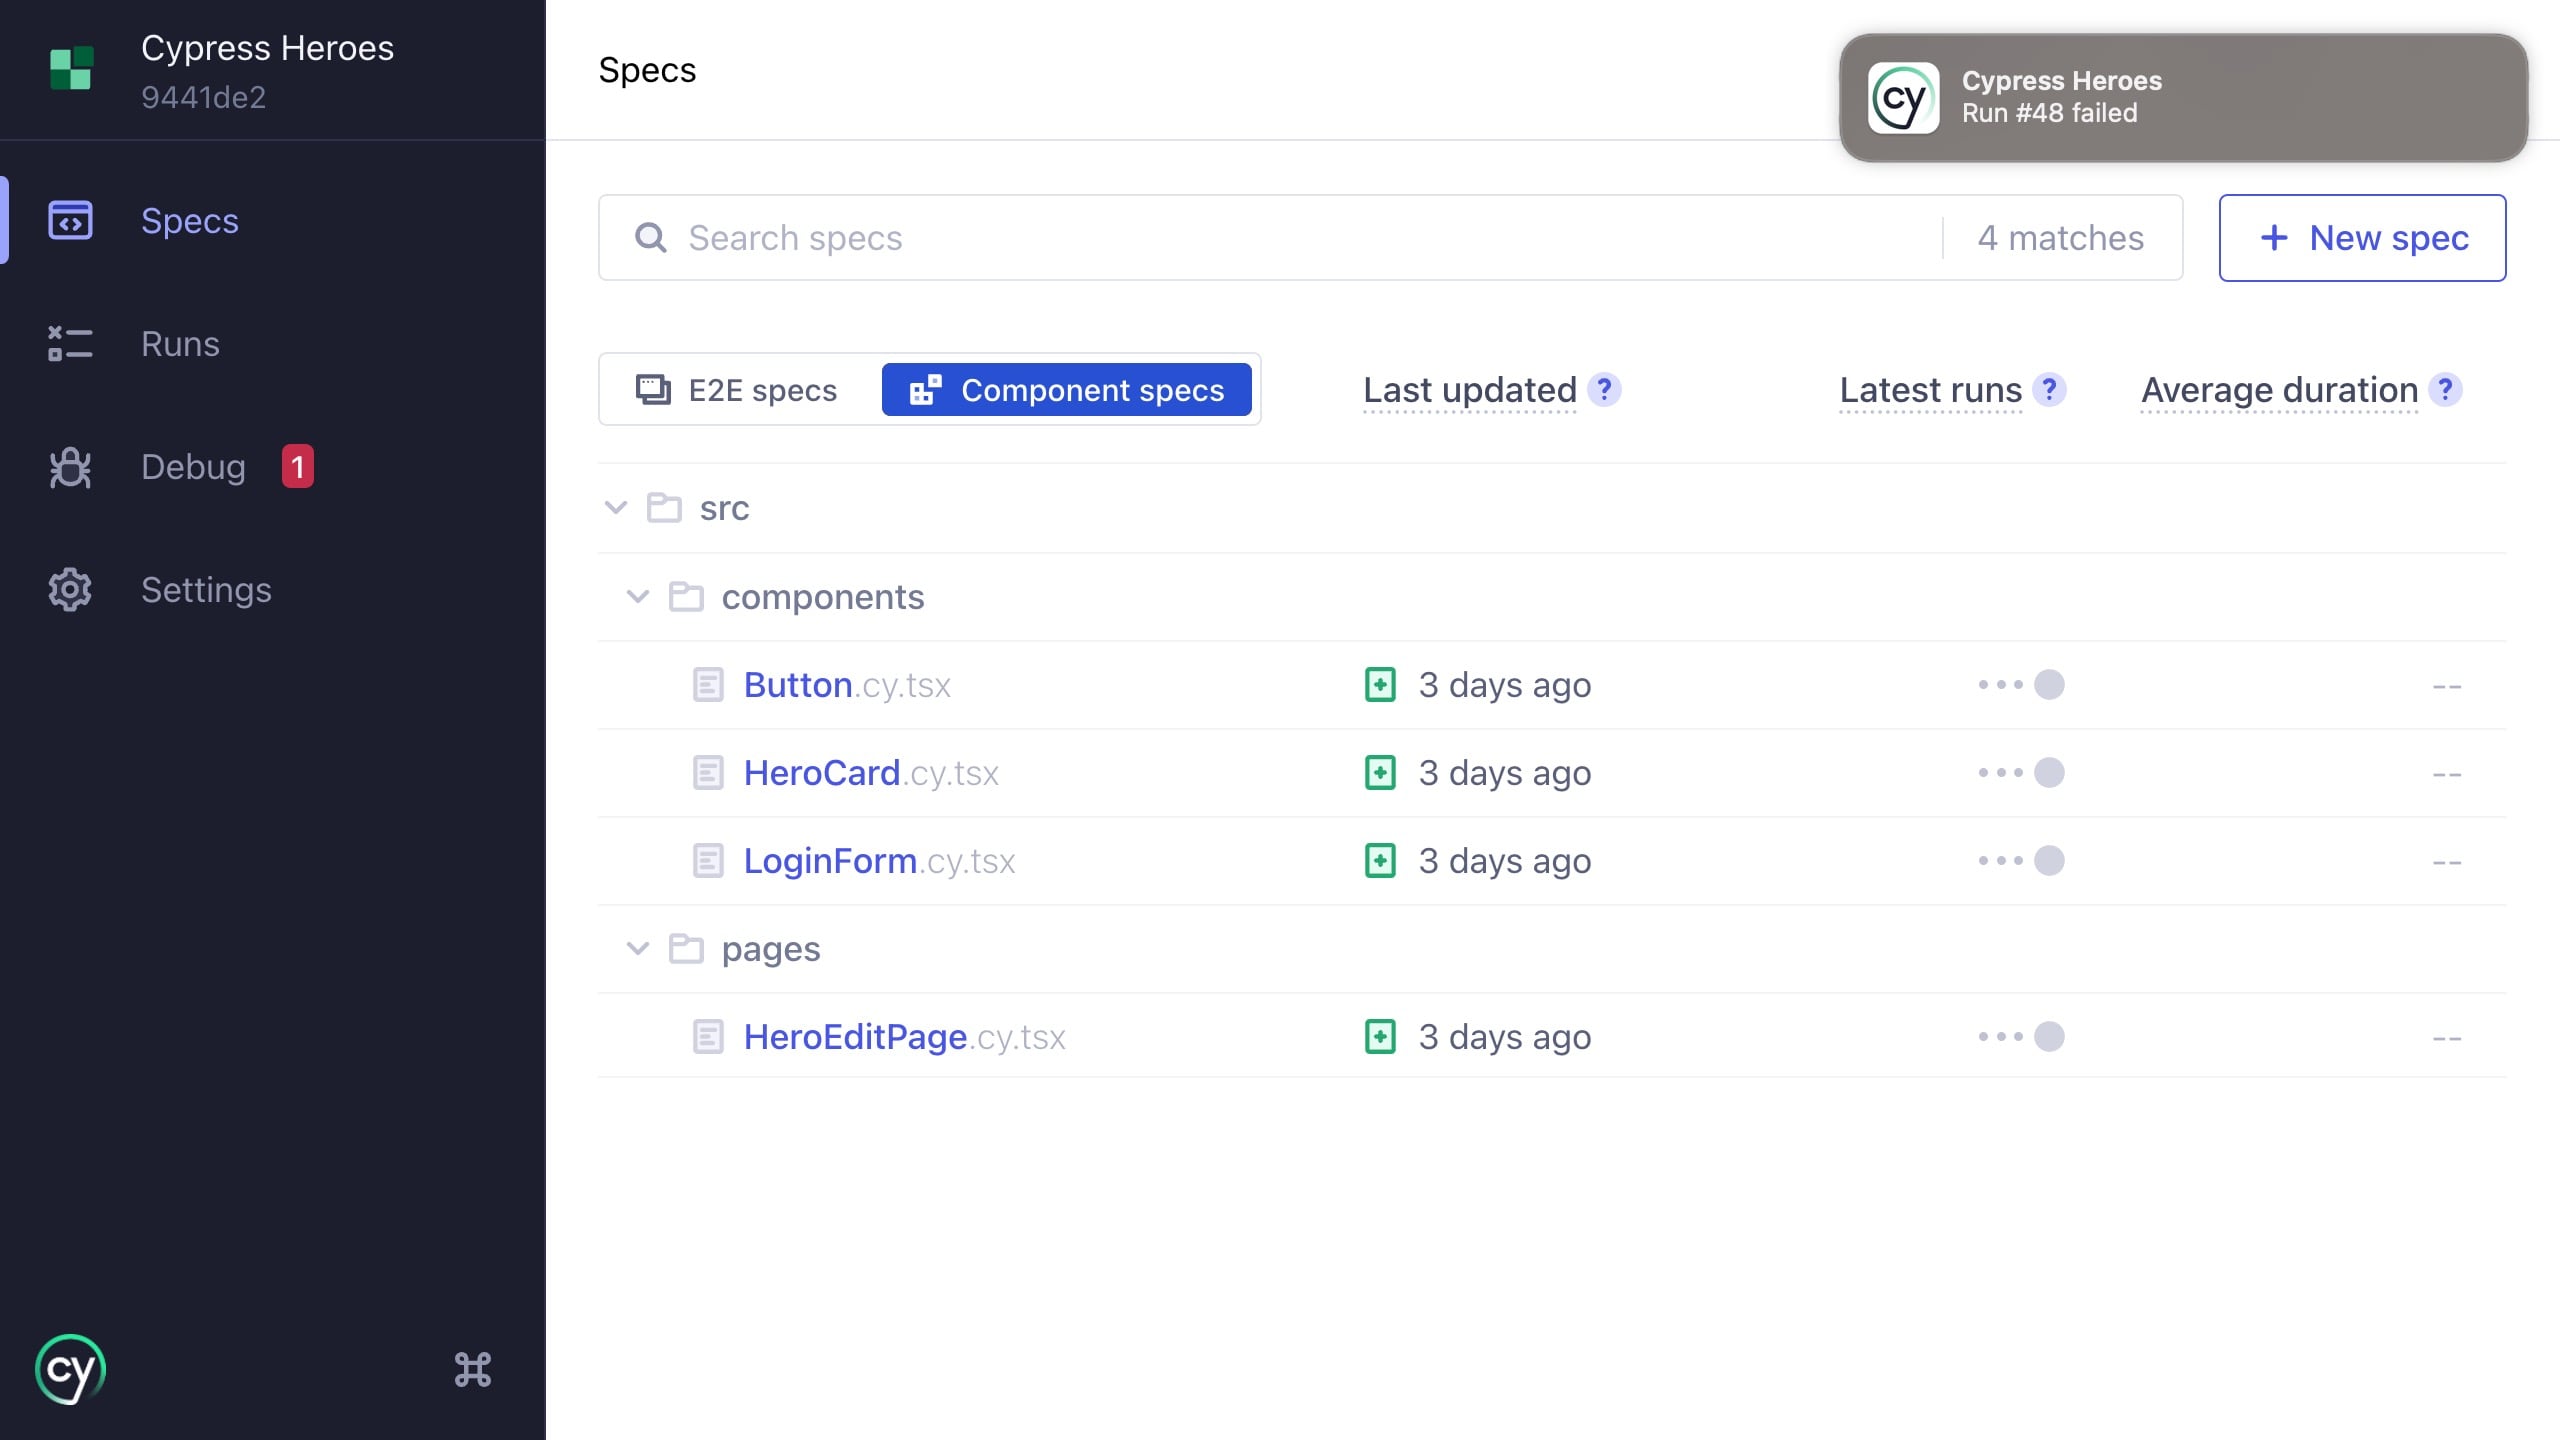 Cypress Heroes
9441de2
Specs
Runs
Debug 1
Settings
cy
Specs
cy
Cypress Heroes
Run #48 failed
Search specs
4 matches
+ New spec
E2E specs
Component specs
Last updated ?
Latest runs ?
Average duration ?
src
components
Button.cy.tsx 3 days ago --
HeroCard.cy.tsx 3 days ago --
LoginForm.cy.tsx 3 days ago --
pages
HeroEditPage.cy.tsx 3 days ago --